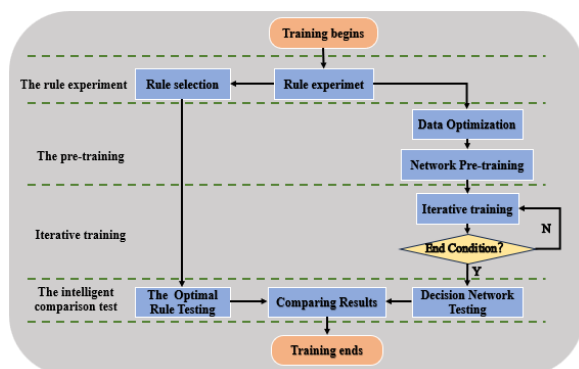 Training begins
The rule experiment
Rule selection
Rule experimet
Data Optimization
The pre-training
Network Pre-training
Iterative training
Iterative training
N
End Condition?
Y
The intelligent
comparison test
The Optimal
Rule Testing
Comparing Results
Decision Network
Testing
Training ends